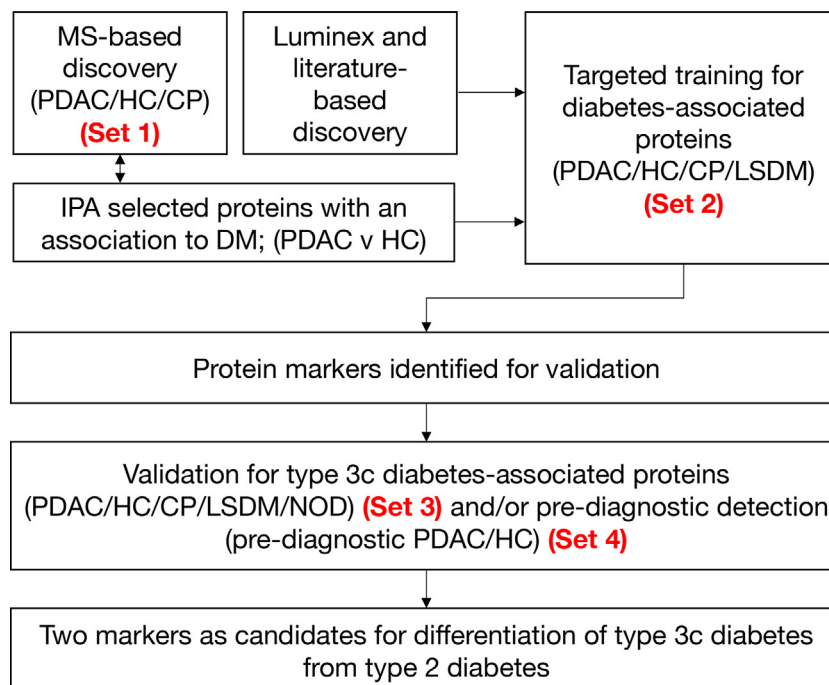 MS-based
discovery
(PDAC/HC/CP)
(Set 1)
Luminex and
literature-
based
discovery
Targeted training for
diabetes-associated
proteins
(PDAC/HC/CP/LSDM)
(Set 2)
IPA selected proteins with an
association to DM; (PDAC v HC)
Protein markers identified for validation
Validation for type 3c diabetes-associated proteins
(PDAC/HC/CP/LSDM/NOD) (Set 3) and/or pre-diagnostic detection
(pre-diagnostic PDAC/HC) (Set 4)
Two markers as candidates for differentiation of type 3c diabetes
from type 2 diabetes